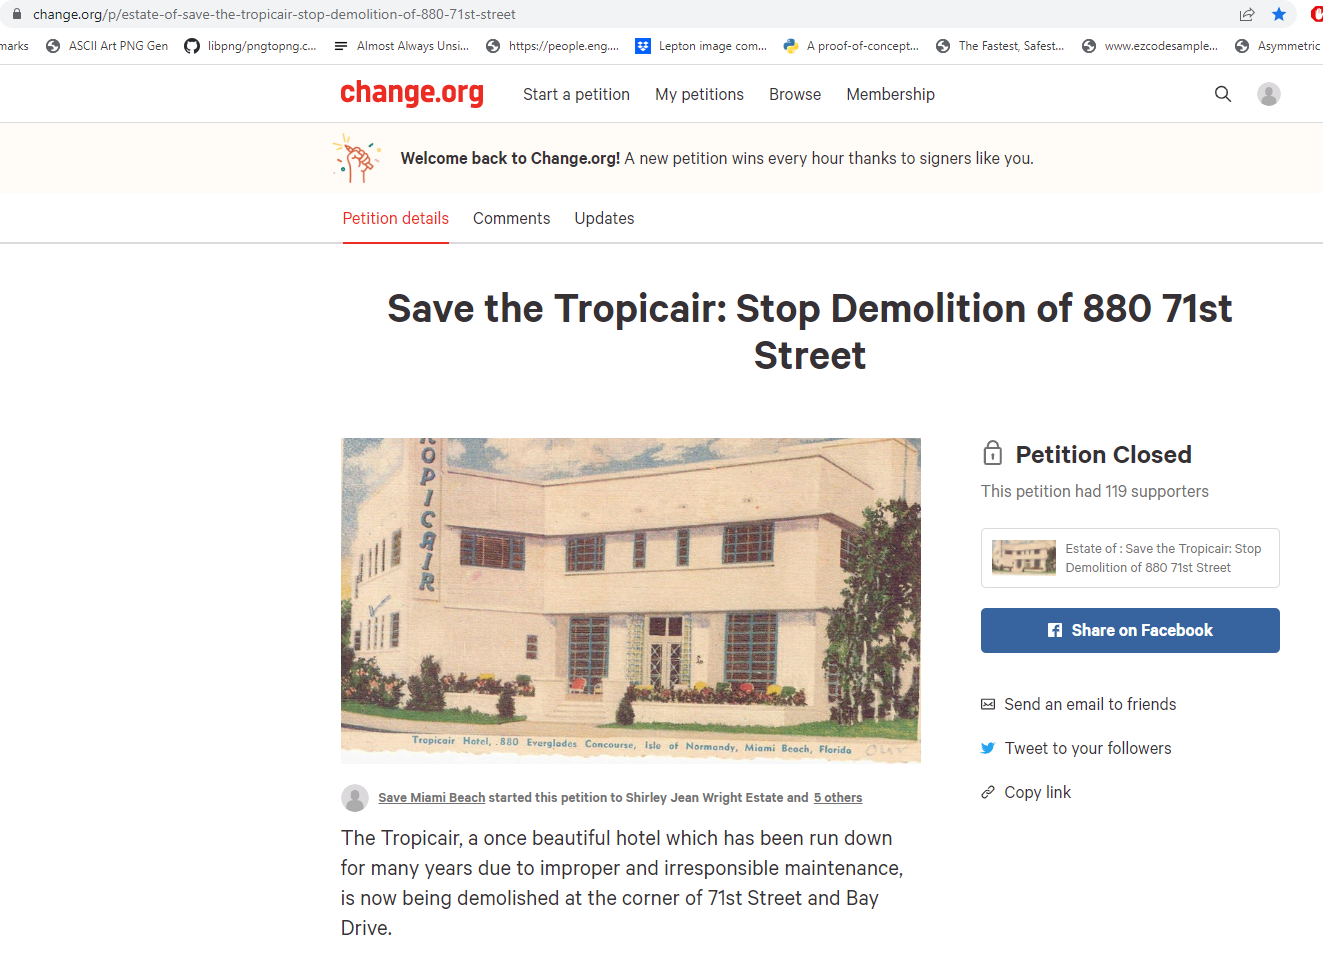 change.org/p/estate-of-save-the-tropicair-stop-demolition-of-880-71st-street
marks ASCII Art PNG Gen libpng/pngtopng.c... Almost Always Unsi... https://people.eng.... Lepton image com... A proof-of-concept... The Fastest, Safest... www.ezcodesample... Asymmetric
change.org Start a petition My petitions Browse Membership
Welcome back to Change.org! A new petition wins every hour thanks to signers like you.
Petition details Comments Updates
Save the Tropicair: Stop Demolition of 880 71st
Street
OPICAIR
Tropicair Hotel, 880 Everglades Concourse, Isle of Normandy, Miami Beach, Florida
Save Miami Beach started this petition to Shirley Jean Wright Estate and 5 others
The Tropicair, a once beautiful hotel which has been run down
for many years due to improper and irresponsible maintenance,
is now being demolished at the corner of 71st Street and Bay
Drive.
Petition Closed
This petition had 119 supporters
Estate of : Save the Tropicair: Stop
Demolition of 880 71st Street
Share on Facebook
Send an email to friends
Tweet to your followers
Copy link